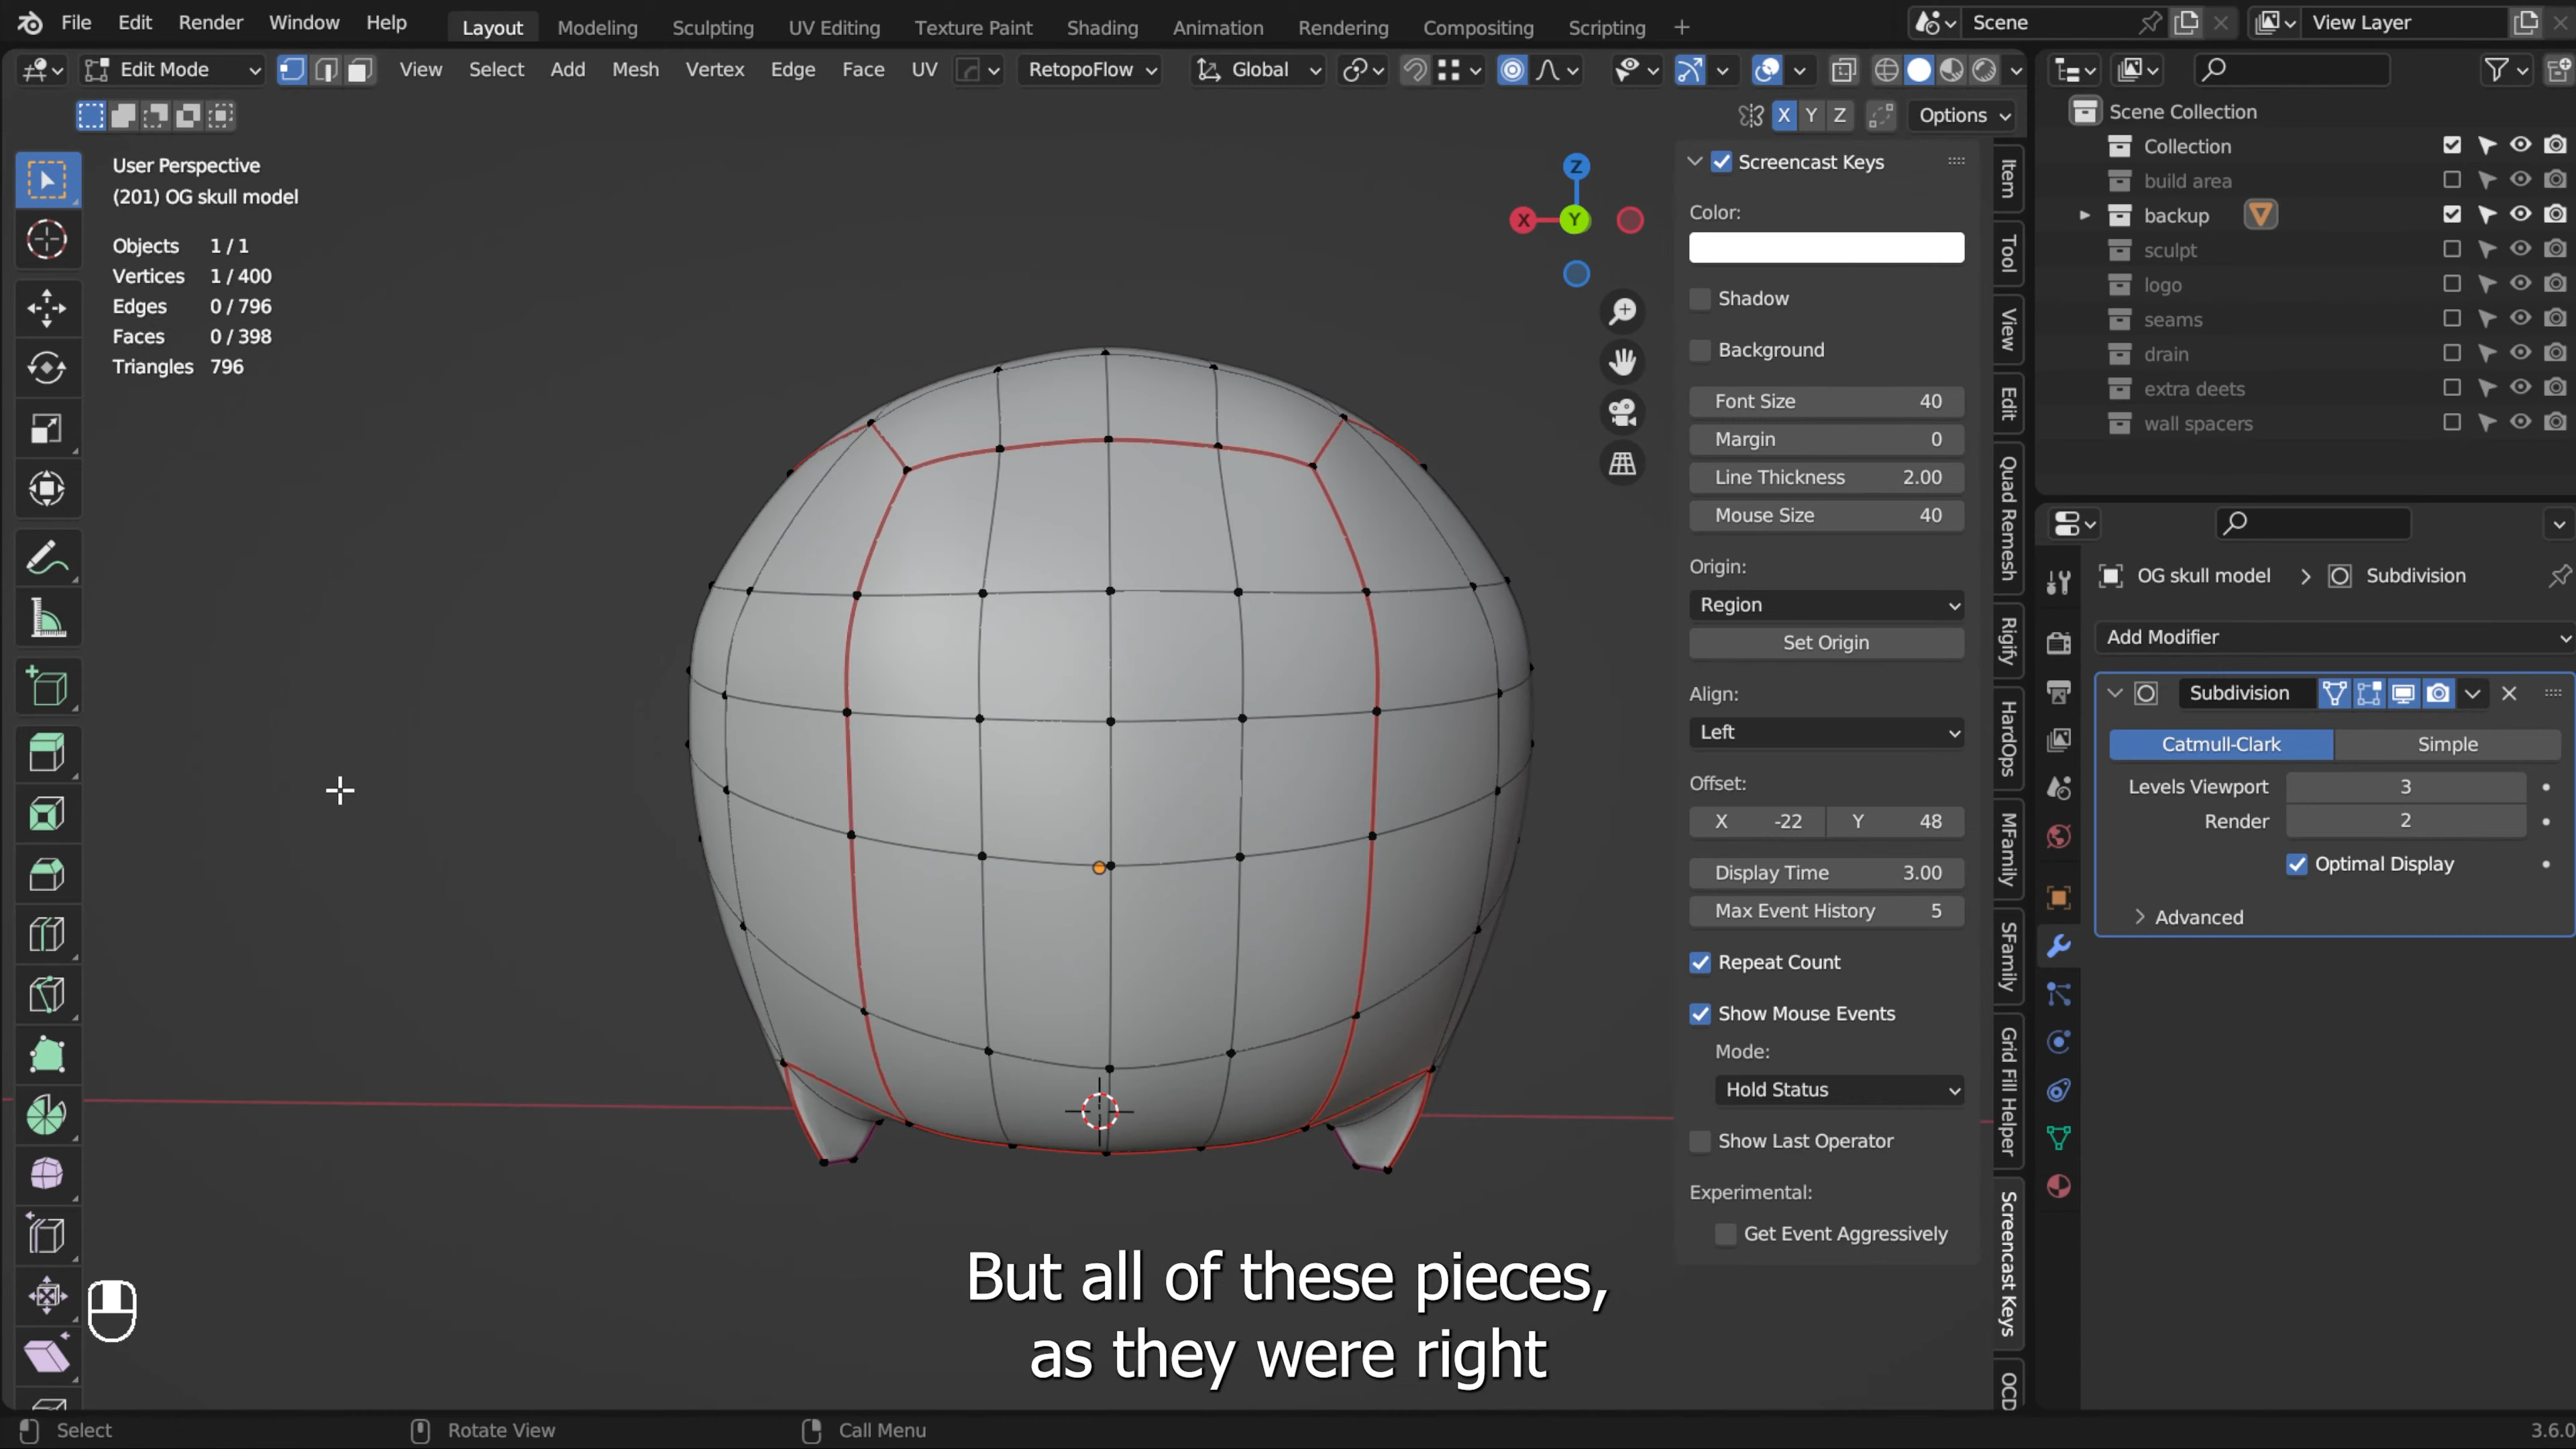 File Edit Render Window Help Layout Modeling Sculpting UV Editing Texture Paint Shading Animation Rendering Compositing Scripting + Scene View Layer
Edit Mode View Select Add Mesh Vertex Edge Face UV RetopoFlow Global
X Y Z Options
User Perspective
(201) OG skull model
Objects 1 / 1
Vertices 1 / 400
Edges 0 / 796
Faces 0 / 398
Triangles 796
Z
X
Y
Screencast Keys
Color:
Shadow
Background
Font Size 40
Margin 0
Line Thickness 2.00
Mouse Size 40
Origin:
Region
Set Origin
Align:
Left
Offset:
X -22 Y 48
Display Time 3.00
Max Event History 5
Repeat Count
Show Mouse Events
Mode:
Hold Status
Show Last Operator
Experimental:
Get Event Aggressively
Item
Tool
View
Edit
Quad Remesh
Rigify
HardOps
MFamily
SFamily
Grid Fill Helper
Screencast Keys
OCD
Scene Collection
Collection
build area
backup
sculpt
logo
seams
drain
extra deets
wall spacers
OG skull model > Subdivision
Add Modifier
Subdivision
Catmull-Clark Simple
Levels Viewport 3
Render 2
Optimal Display
Advanced
But all of these pieces,
as they were right
Select Rotate View Call Menu 3.6.0